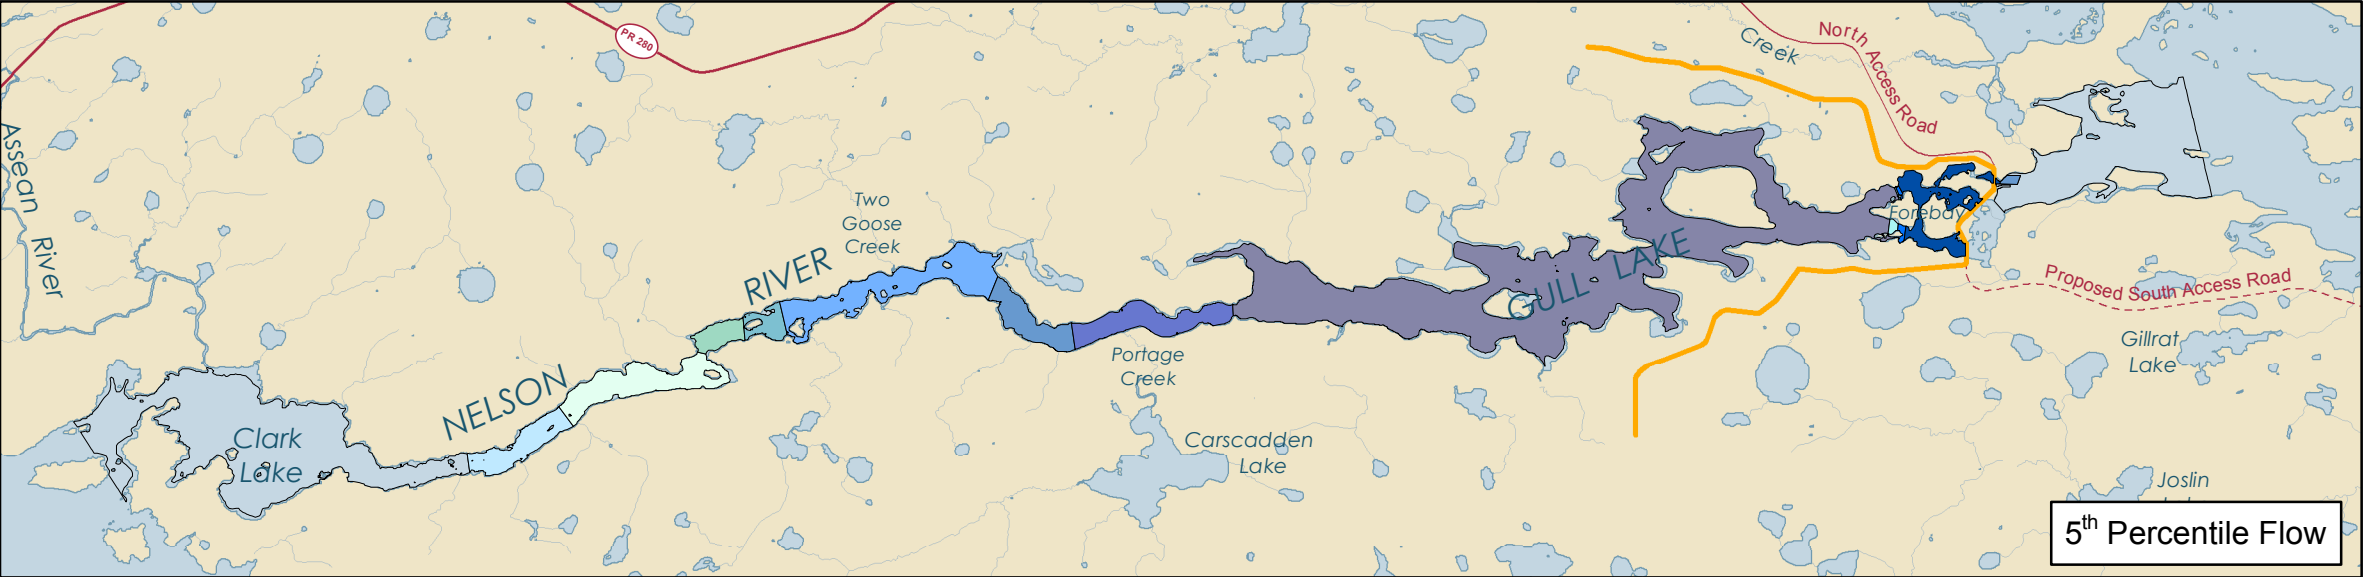 PR 280
Creek
North Access Road
Assean
River
Two
Goose
Creek
NELSON
RIVER
Forebay
GULL LAKE
Proposed South Access Road
Gillrat
Lake
Portage
Creek
Clark
Lake
Carscadden
Lake
Joslin
5th Percentile Flow